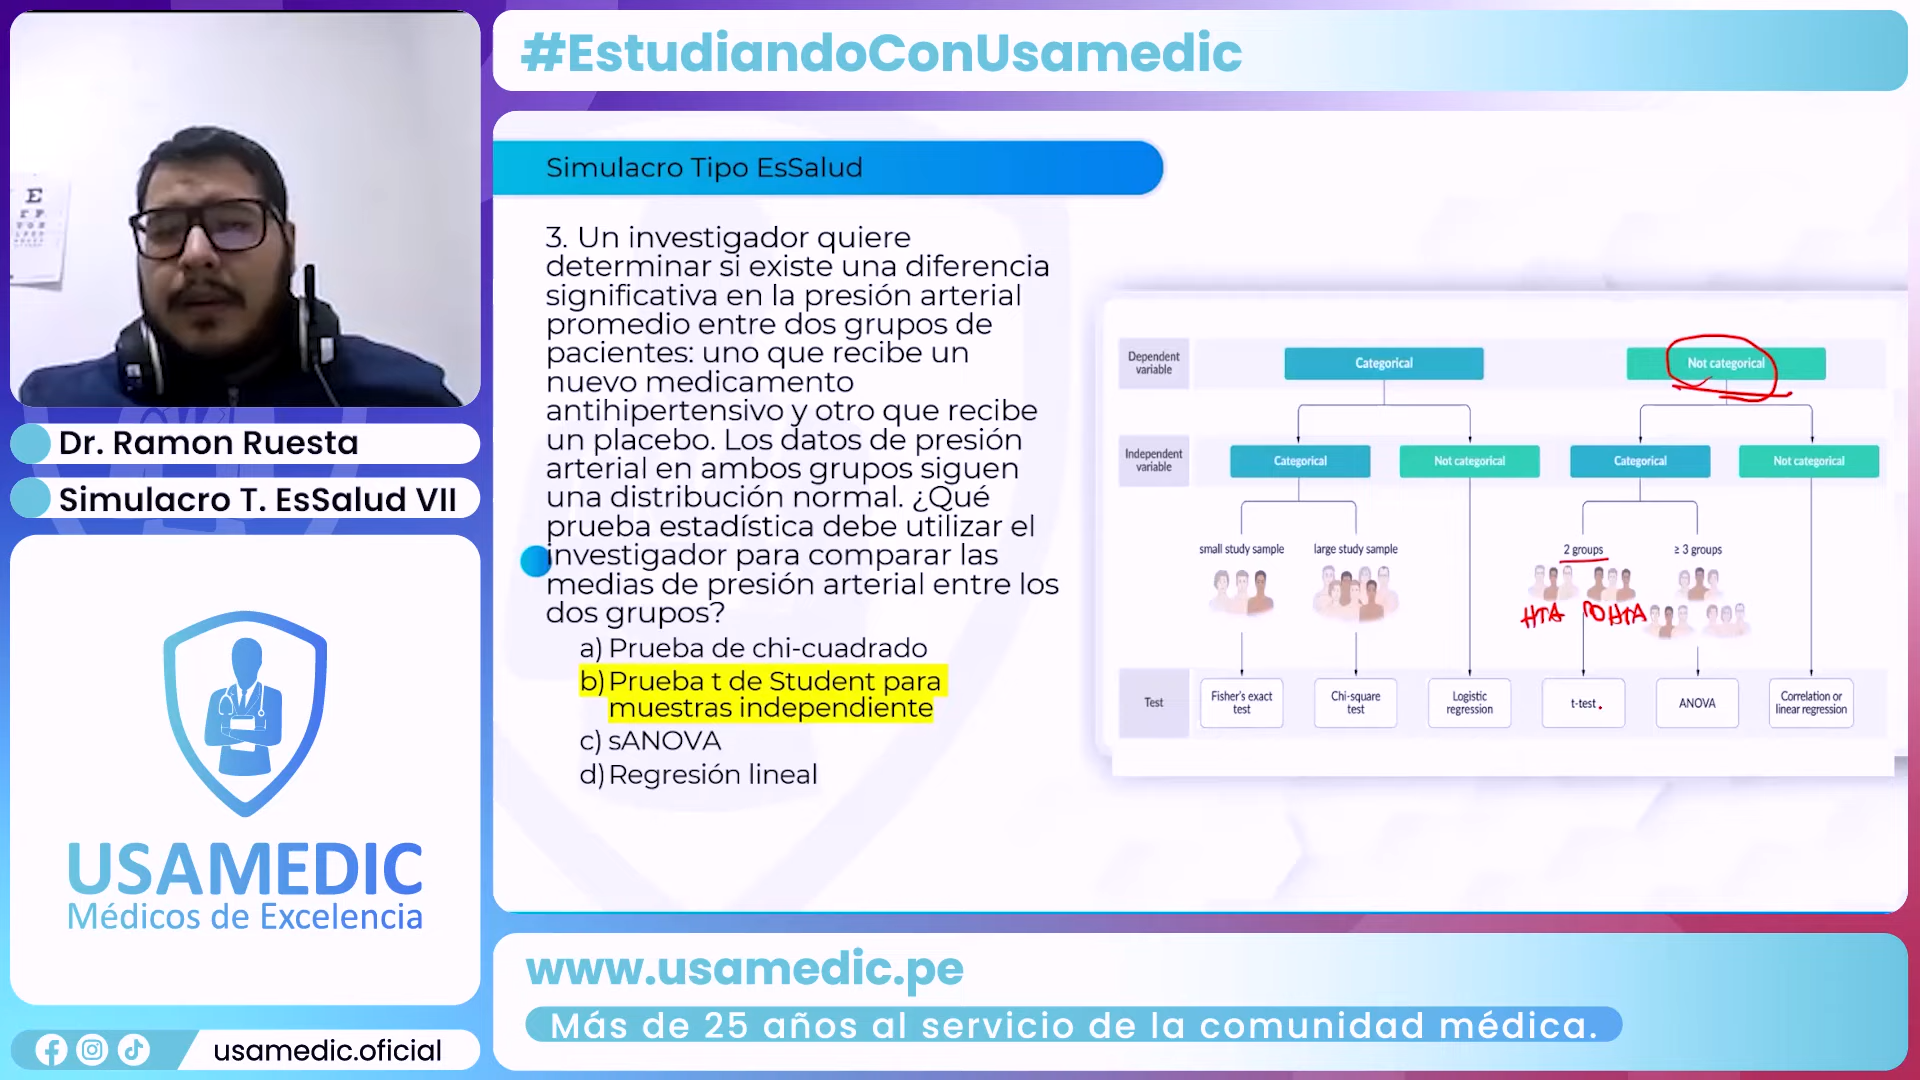 #EstudiandoConUsamedic
E
Dr. Ramon Ruesta
Simulacro T. EsSalud VII
USAMEDIC
Médicos de Excelencia
usamedic.oficial
Simulacro Tipo EsSalud
3. Un investigador quiere
determinar si existe una diferencia
significativa en la presión arterial
promedio entre dos grupos de
pacientes: uno que recibe un
nuevo medicamento
antihipertensivo y otro que recibe
un placebo. Los datos de presión
arterial en ambos grupos siguen
una distribución normal. ¿Qué
prueba estadística debe utilizar el
investigador para comparar las
medias de presión arterial entre los
dos grupos?
a) Prueba de chi-cuadrado
b) Prueba t de Student para
muestras independiente
c) sANOVA
d) Regresión lineal
Dependent
variable
Categorical
Not categorical
Independent
variable
Categorical
Not categorical
Categorical
Not categorical
small study sample
large study sample
2 groups
≥ 3 groups
HTA
NO HTA
Test
Fisher's exact
test
Chi-square
test
Logistic
regression
t-test
ANOVA
Correlation or
linear regression
www.usamedic.pe
Más de 25 años al servicio de la comunidad médica.